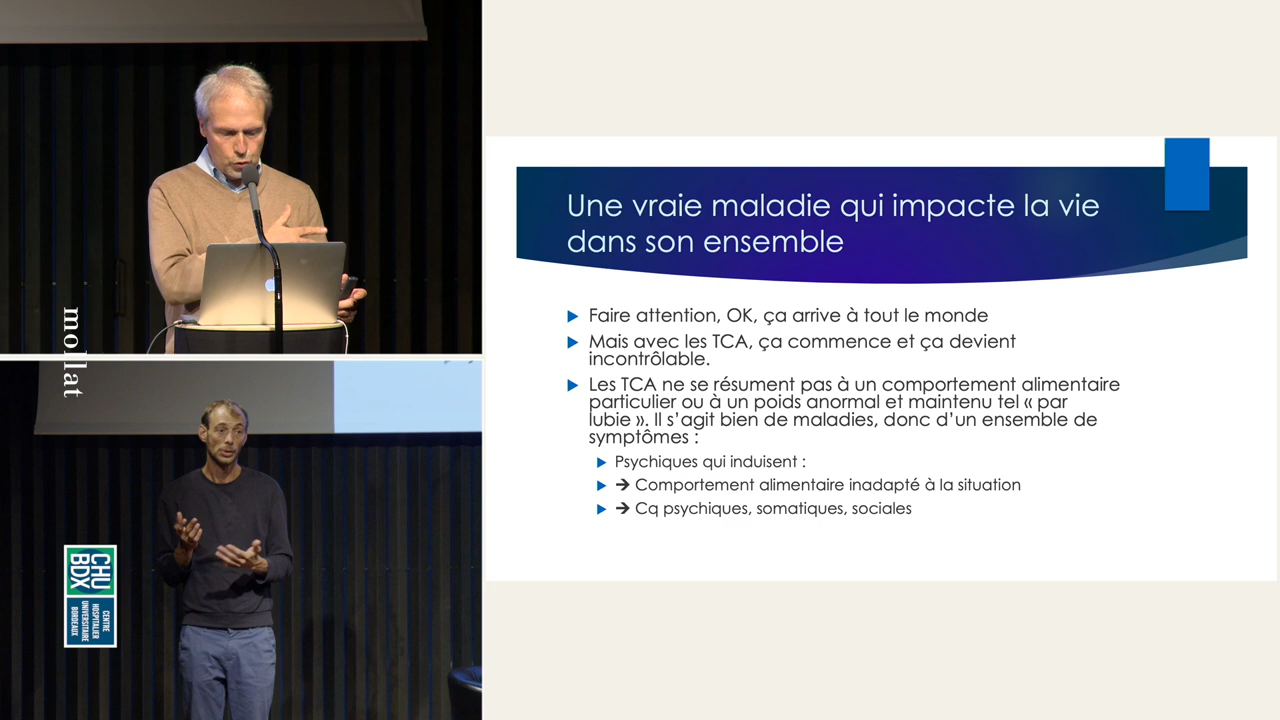 mollat
CHU
BDX
CENTRE
HOSPITALIER
UNIVERSITAIRE
BORDEAUX
Une vraie maladie qui impacte la vie
dans son ensemble
Faire attention, OK, ça arrive à tout le monde
Mais avec les TCA, ça commence et ça devient
incontrôlable.
Les TCA ne se résument pas à un comportement alimentaire
particulier ou à un poids anormal et maintenu tel « par
lubie ». Il s’agit bien de maladies, donc d’un ensemble de
symptômes :
Psychiques qui induisent :
➔ Comportement alimentaire inadapté à la situation
➔ Cq psychiques, somatiques, sociales